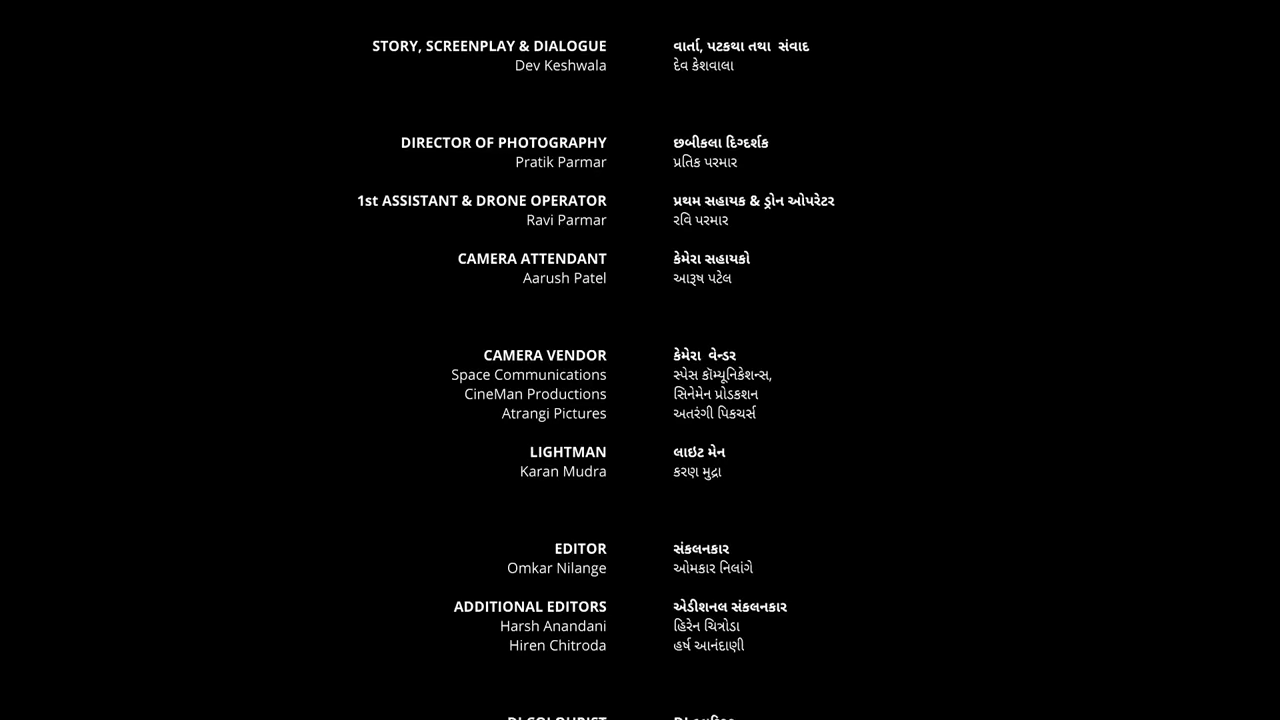 STORY, SCREENPLAY & DIALOGUE વાર્તા, પટકથા તથા સંવાદ
Dev Keshwala દેવ કેશવાલા
DIRECTOR OF PHOTOGRAPHY છબીકલા દિગ્દર્શક
Pratik Parmar પ્રતિક પરમાર
1st ASSISTANT & DRONE OPERATOR પ્રથમ સહાયક & ડ્રોન ઓપરેટર
Ravi Parmar રવિ પરમાર
CAMERA ATTENDANT કેમેરા સહાયકો
Aarush Patel આરૂષ પટેલ
CAMERA VENDOR કેમેરા વેન્ડર
Space Communications સ્પેસ કૉમ્યૂનિકેશન્સ,
CineMan Productions સિનેમેન પ્રોડકશન
Atrangi Pictures અતરંગી પિકચર્સ
LIGHTMAN લાઇટ મેન
Karan Mudra કરણ મુદ્રા
EDITOR સંકલનકાર
Omkar Nilange ઓમકાર નિલાંગે
ADDITIONAL EDITORS એડીશનલ સંકલનકાર
Harsh Anandani હિરેન ચિત્રોડા
Hiren Chitroda હર્ષ આનંદાણી